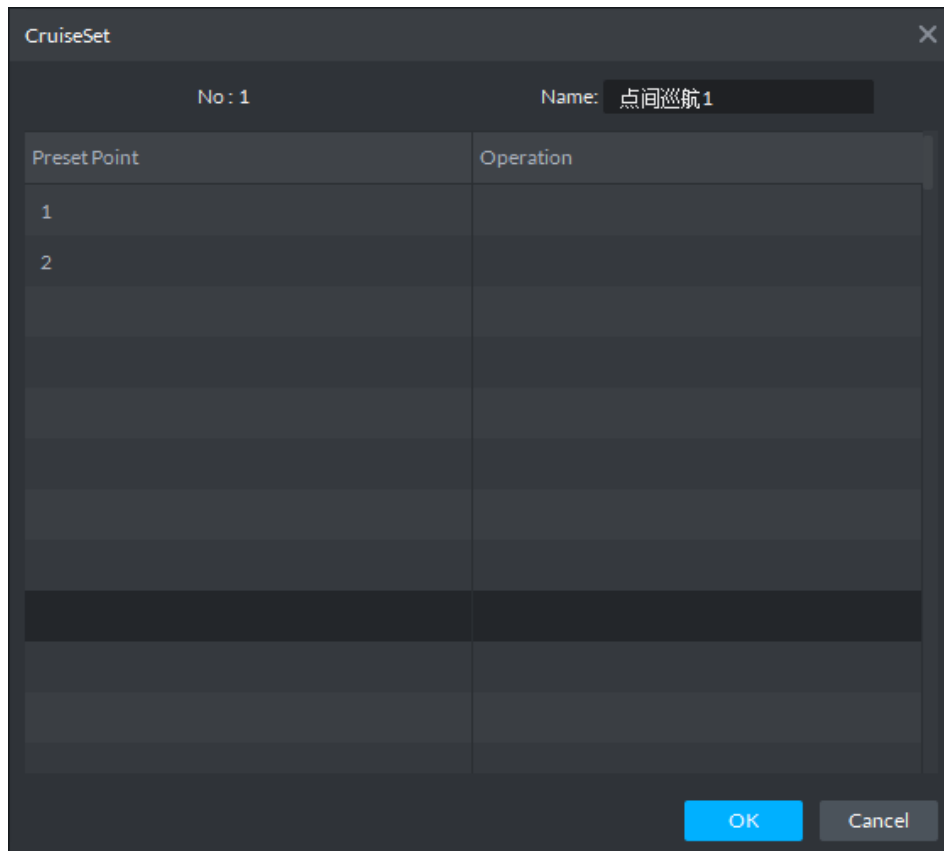 CruiseSet
No : 1 Name: 点间巡航1
Preset Point Operation
1
2
OK Cancel